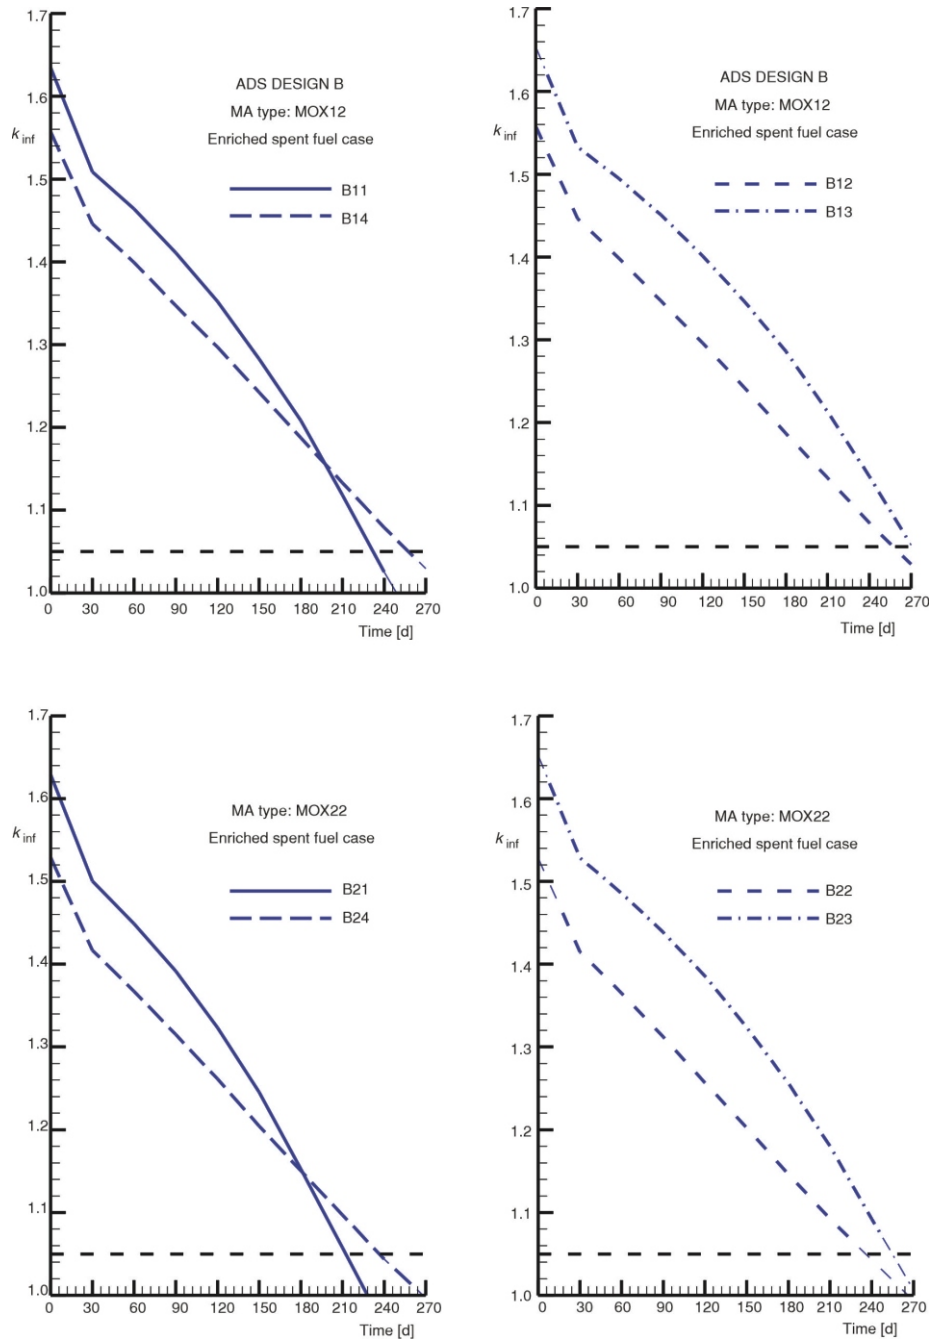 1.7
1.6
k inf
1.5
1.4
1.3
1.2
1.1
1.0
ADS DESIGN B
MA type: MOX12
Enriched spent fuel case
B11
B14
0 30 60 90 120 150 180 210 240 270
Time [d]
1.7
1.6
k inf
1.5
1.4
1.3
1.2
1.1
1.0
ADS DESIGN B
MA type: MOX12
Enriched spent fuel case
B12
B13
0 30 60 90 120 150 180 210 240 270
Time [d]
1.7
1.6
k inf
1.5
1.4
1.3
1.2
1.1
1.0
MA type: MOX22
Enriched spent fuel case
B21
B24
0 30 60 90 120 150 180 210 240 270
Time [d]
1.7
1.6
k inf
1.5
1.4
1.3
1.2
1.1
1.0
MA type: MOX22
Enriched spent fuel case
B22
B23
0 30 60 90 120 150 180 210 240 270
Time [d]